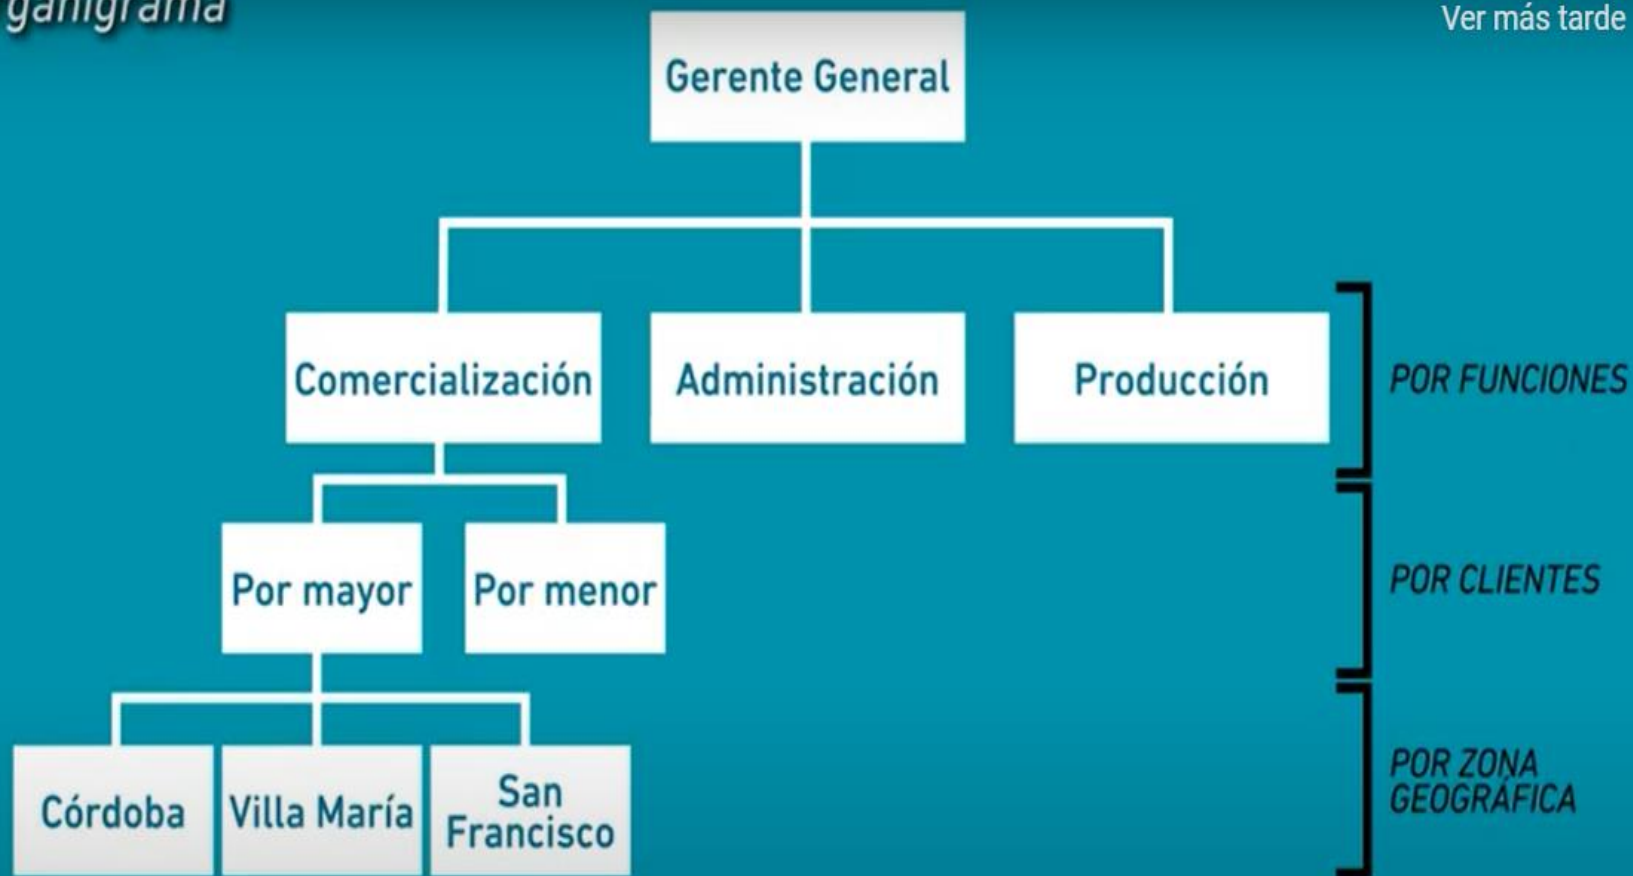 Ver más tarde
Gerente General
Comercialización
Administración
Producción
POR FUNCIONES
Por mayor
Por menor
POR CLIENTES
Córdoba
Villa María
San
Francisco
POR ZONA
GEOGRÁFICA